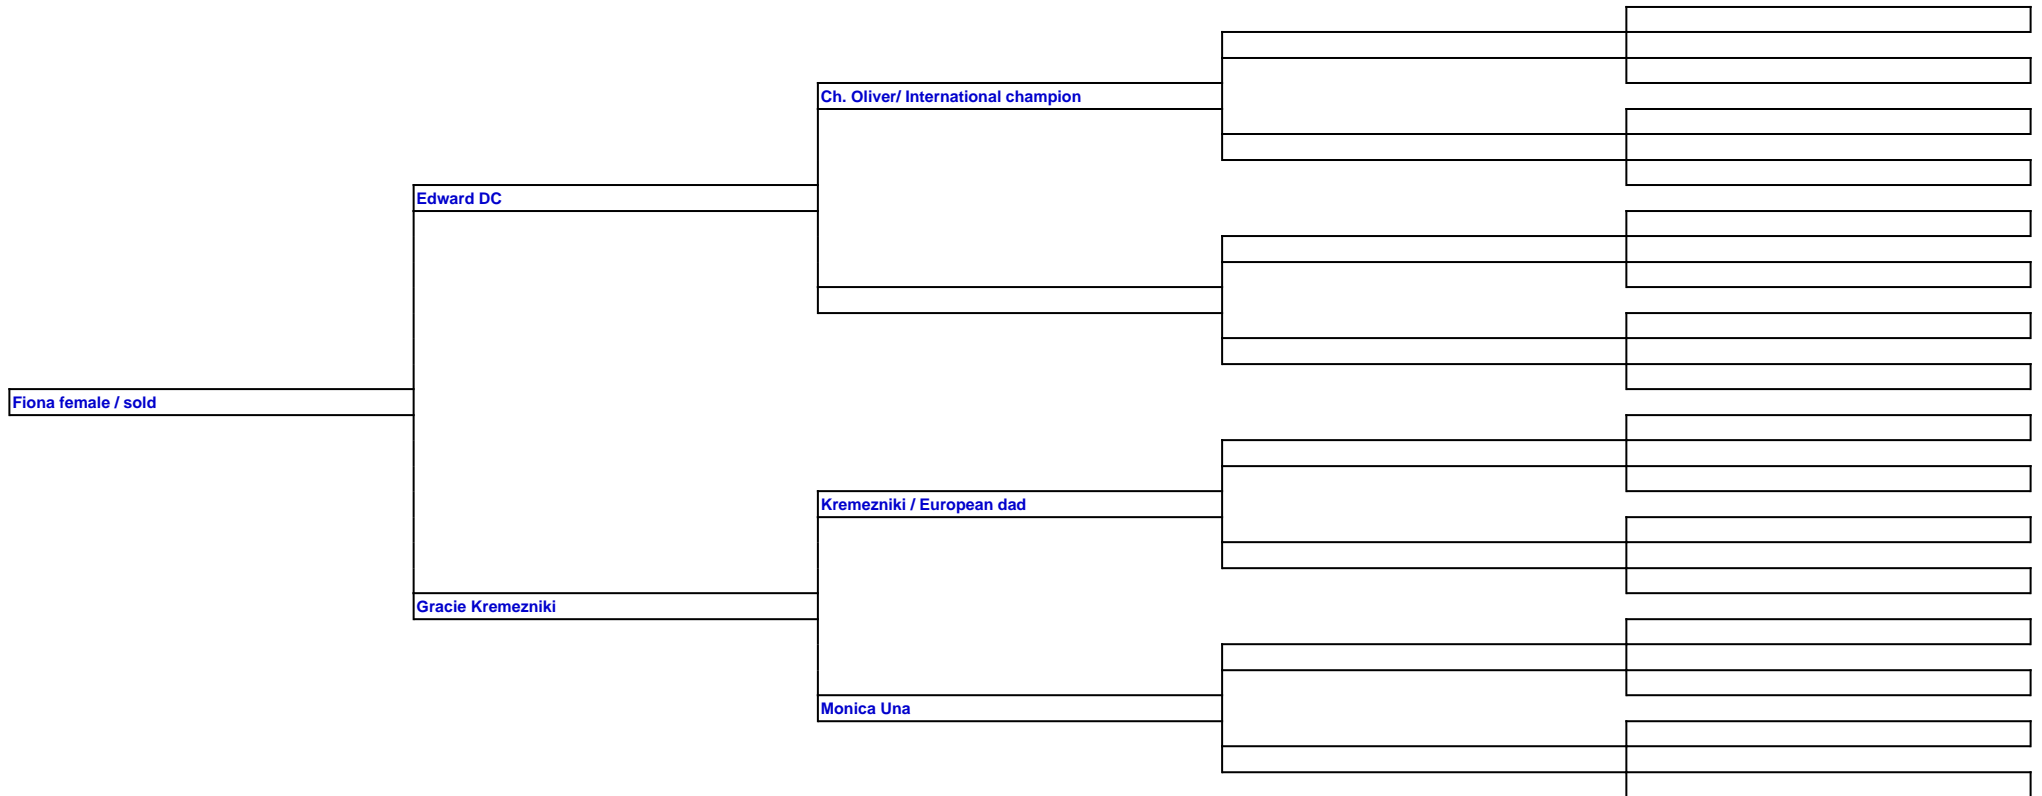 Ch. Oliver/ International champion
Edward DC
Fiona female / sold
Kremezniki / European dad
Gracie Kremezniki
Monica Una